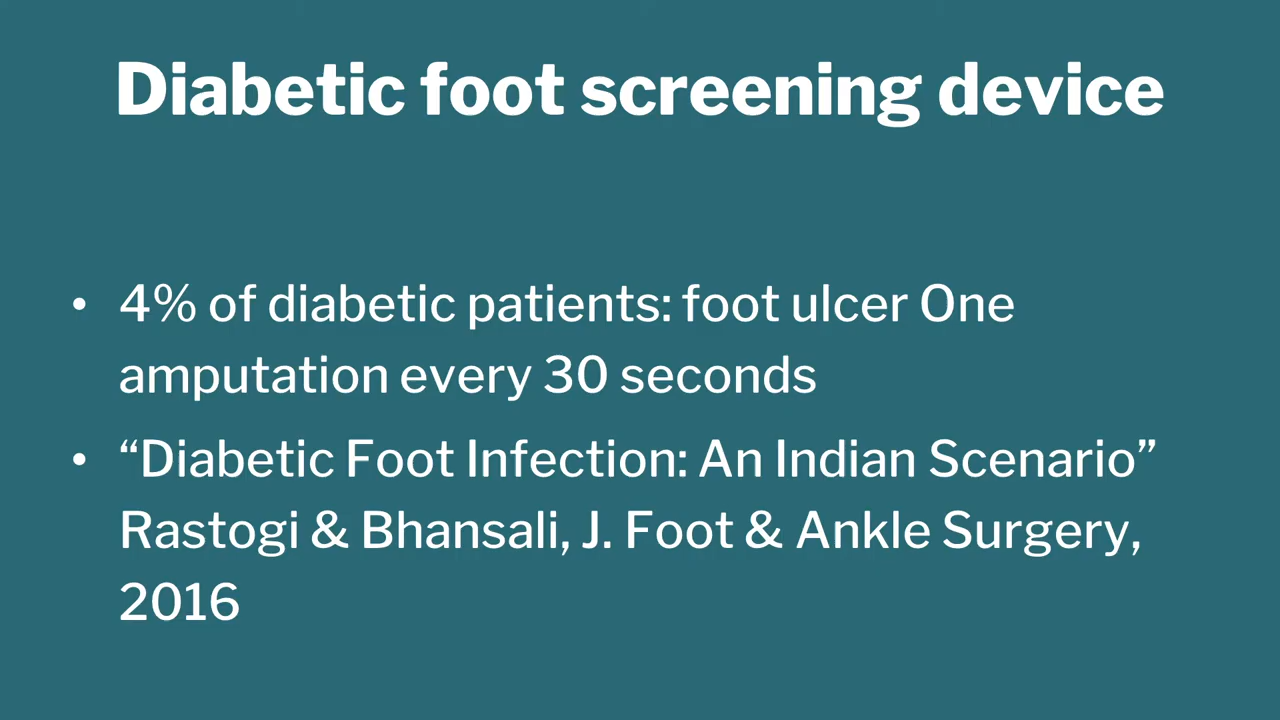 Diabetic foot screening device
• 4% of diabetic patients: foot ulcer One
amputation every 30 seconds
• “Diabetic Foot Infection: An Indian Scenario”
Rastogi & Bhansali, J. Foot & Ankle Surgery,
2016